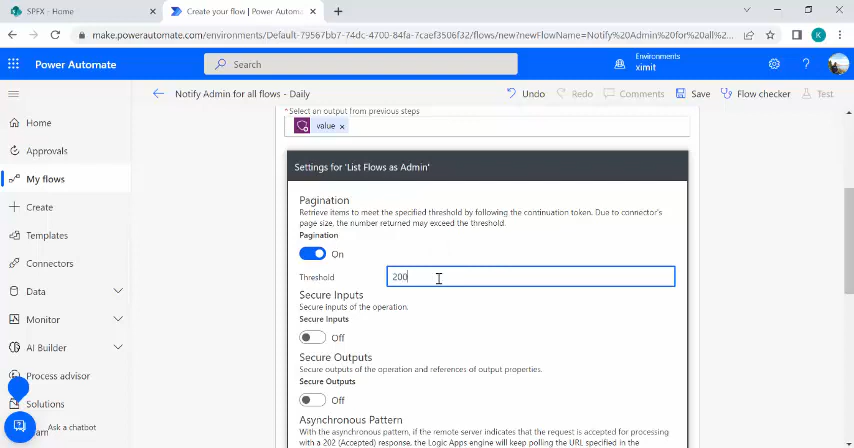 SPFX
Create your flow | Power Automa
make.powerautomate.com/environments/Default-79567bb7-74dc-4700-84fa-7caef3506f32/flows/new?newFlowName=Notify%20Admin%20for%20all...
K
Power Automate
Search
Environments
ximit
Notify Admin for all flows - Daily
Undo
Redo
Comments
Save
Flow checker
Test
Home
Approvals
My flows
Create
Templates
Connectors
Data
Monitor
AI Builder
Process advisor
Solutions
Ask a chatbot
*Select an output from previous steps
value
Settings for 'List Flows as Admin'
Pagination
Retrieve items to meet the specified threshold by following the continuation token. Due to connector's
page size, the number returned may exceed the threshold.
Pagination
On
Threshold
200
Secure Inputs
Secure inputs of the operation.
Secure Inputs
Off
Secure Outputs
Secure outputs of the operation and references of output properties.
Secure Outputs
Off
Asynchronous Pattern
With the asynchronous pattern, if the remote server indicates that the request is accepted for processing
with a 202 (Accepted) response, the Logic Apps engine will keep polling the URL specified in the